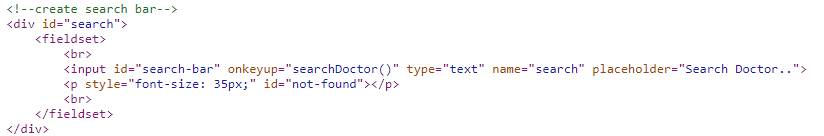 <!--create search bar-->
<div id="search">
    <fieldset>
        <br>
        <input id="search-bar" onkeyup="searchDoctor()" type="text" name="search" placeholder="Search Doctor..">
        <p style="font-size: 35px;" id="not-found"></p>
        <br>
    </fieldset>
</div>